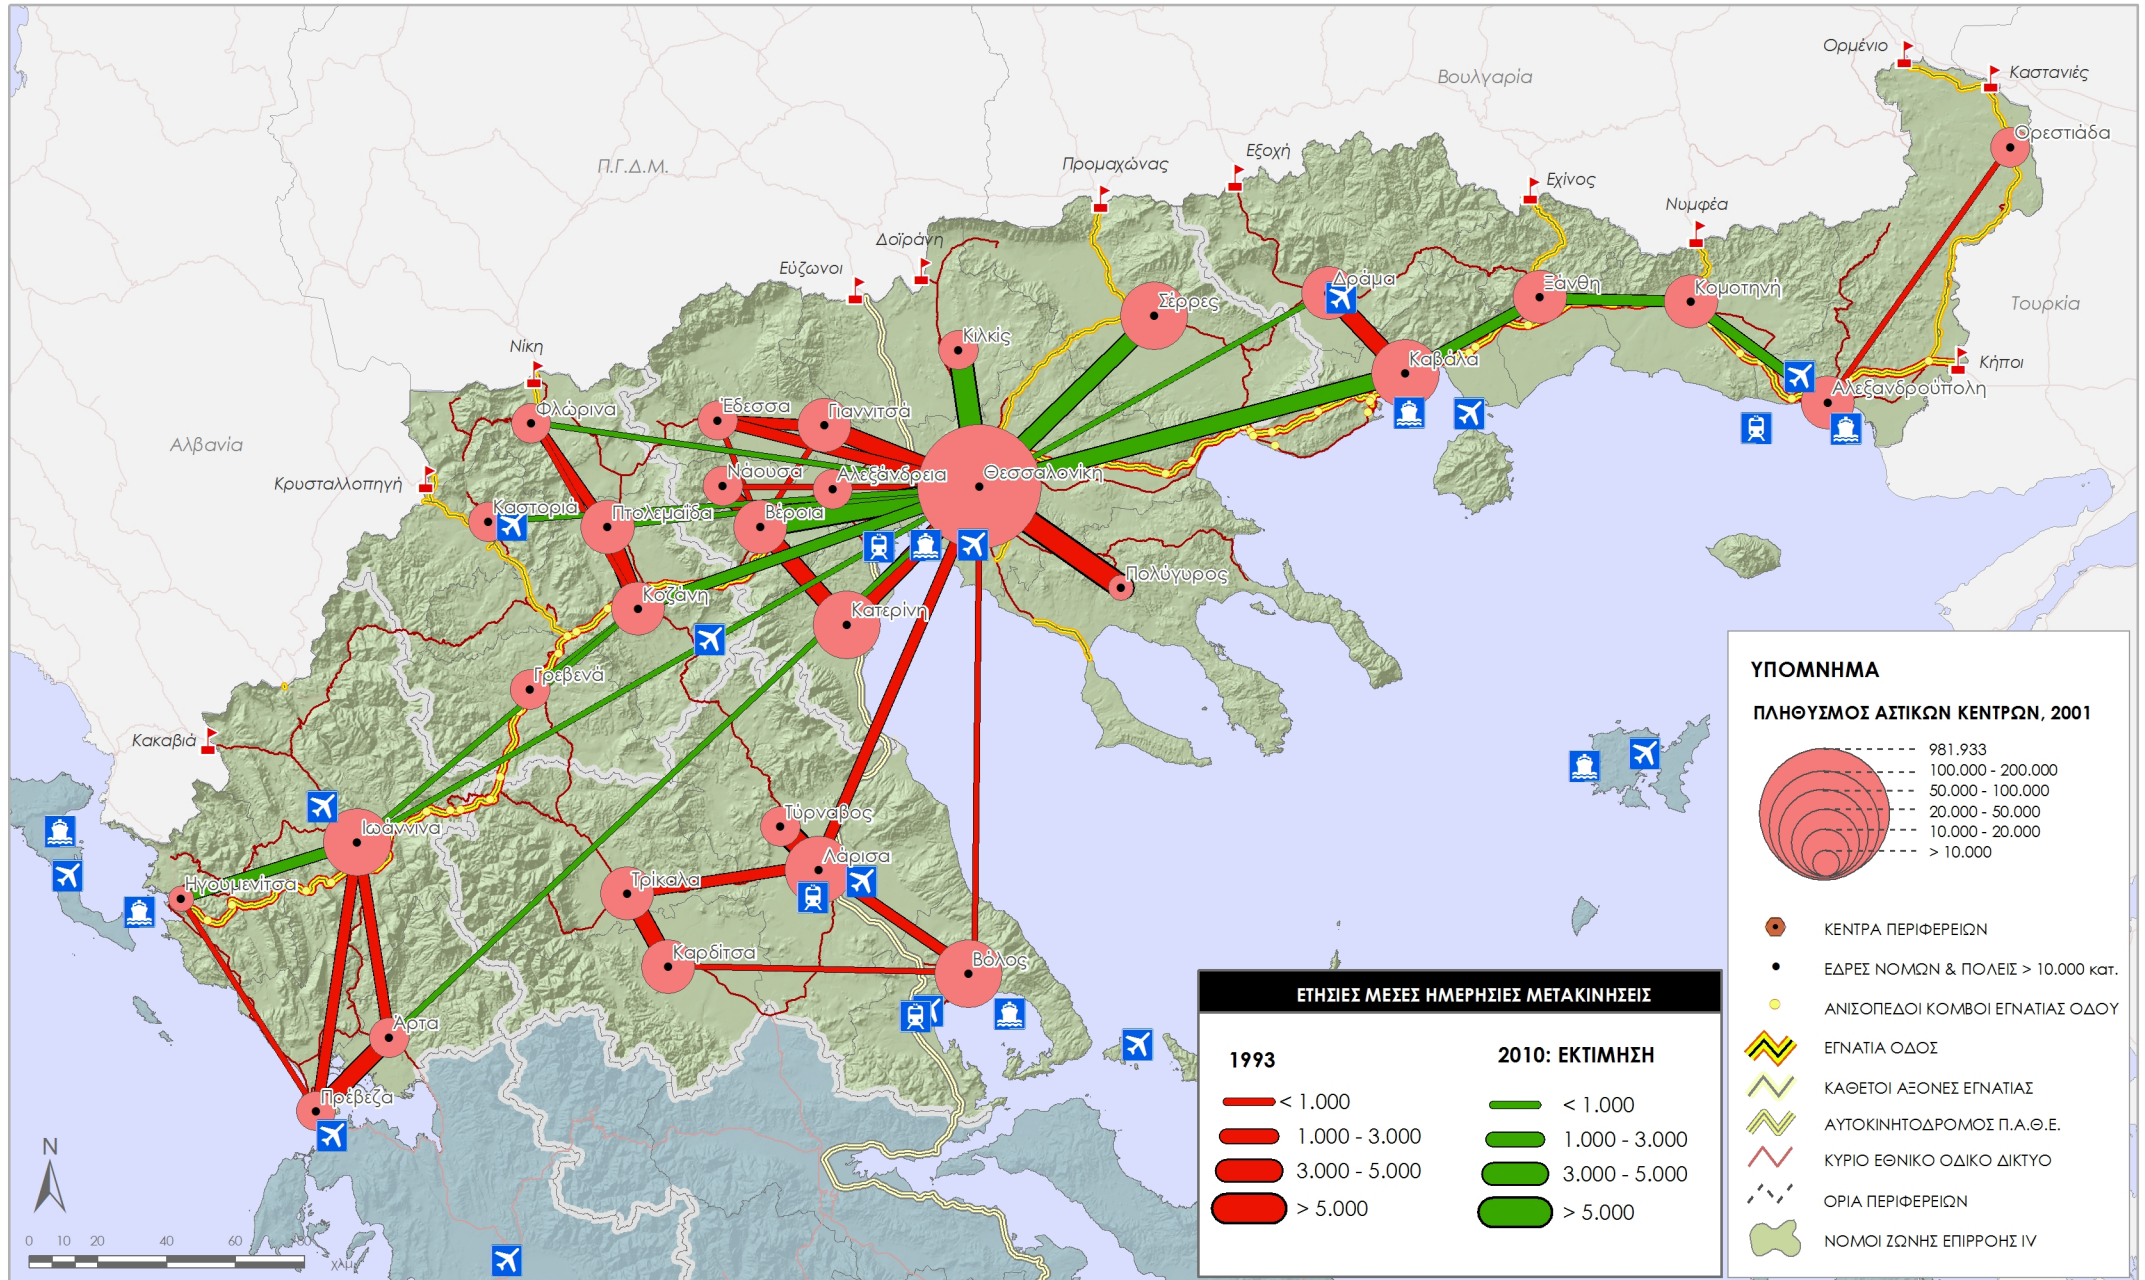 Ορμένιο
Καστανιές
Βουλγαρία
Ορεστιάδα
Εξοχή
Προμαχώνας
Π.Γ.Δ.Μ.
Εχίνος
Νυμφέα
Δοϊράνη
Εύζωνοι
Δράμα
Ξάνθη
Κομοτηνή
Τουρκία
Σέρρες
Κιλκίς
Νίκη
Καβάλα
Κήποι
Αλεξανδρούπολη
Φλώρινα
Έδεσσα
Γιαννιτσά
Αλβανία
Νάουσα
Αλεξάνδρεια
Θεσσαλονίκη
Κρυσταλλοπηγή
Καστοριά
Πτολεμαΐδα
Βέροια
Πολύγυρος
Κοζάνη
Κατερίνη
Γρεβενά
Κακαβιά
Τύρναβος
Ιωάννινα
Λάρισα
Τρίκαλα
Ηγουμενίτσα
Καρδίτσα
Βόλος
Άρτα
Πρέβεζα
N
0 10 20 40 60 80
χλμ.
ΕΤΗΣΙΕΣ ΜΕΣΕΣ ΗΜΕΡΗΣΙΕΣ ΜΕΤΑΚΙΝΗΣΕΙΣ
1993
< 1.000
1.000 - 3.000
3.000 - 5.000
> 5.000
2010: ΕΚΤΙΜΗΣΗ
< 1.000
1.000 - 3.000
3.000 - 5.000
> 5.000
ΥΠΟΜΝΗΜΑ
ΠΛΗΘΥΣΜΟΣ ΑΣΤΙΚΩΝ ΚΕΝΤΡΩΝ, 2001
981.933
100.000 - 200.000
50.000 - 100.000
20.000 - 50.000
10.000 - 20.000
> 10.000
ΚΕΝΤΡΑ ΠΕΡΙΦΕΡΕΙΩΝ
ΕΔΡΕΣ ΝΟΜΩΝ & ΠΟΛΕΙΣ > 10.000 κατ.
ΑΝΙΣΟΠΕΔΟΙ ΚΟΜΒΟΙ ΕΓΝΑΤΙΑΣ ΟΔΟΥ
ΕΓΝΑΤΙΑ ΟΔΟΣ
ΚΑΘΕΤΟΙ ΑΞΟΝΕΣ ΕΓΝΑΤΙΑΣ
ΑΥΤΟΚΙΝΗΤΟΔΡΟΜΟΣ Π.Α.Θ.Ε.
ΚΥΡΙΟ ΕΘΝΙΚΟ ΟΔΙΚΟ ΔΙΚΤΥΟ
ΟΡΙΑ ΠΕΡΙΦΕΡΕΙΩΝ
ΝΟΜΟΙ ΖΩΝΗΣ ΕΠΙΡΡΟΗΣ IV